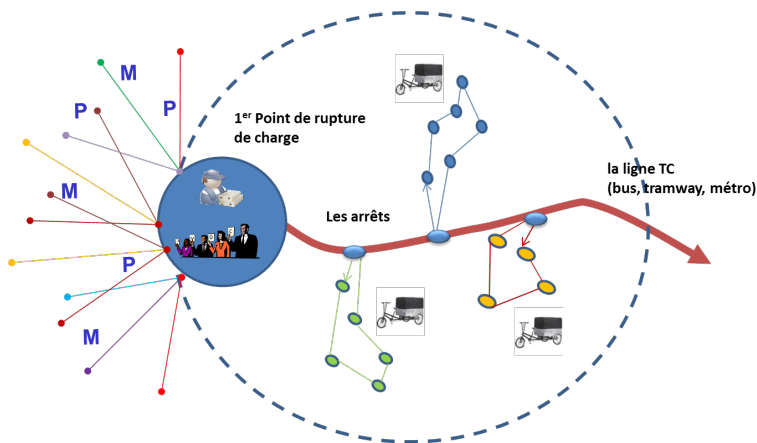 M
P
P
1er Point de rupture
de charge
la ligne TC
(bus, tramway, métro)
M
Les arrêts
P
M